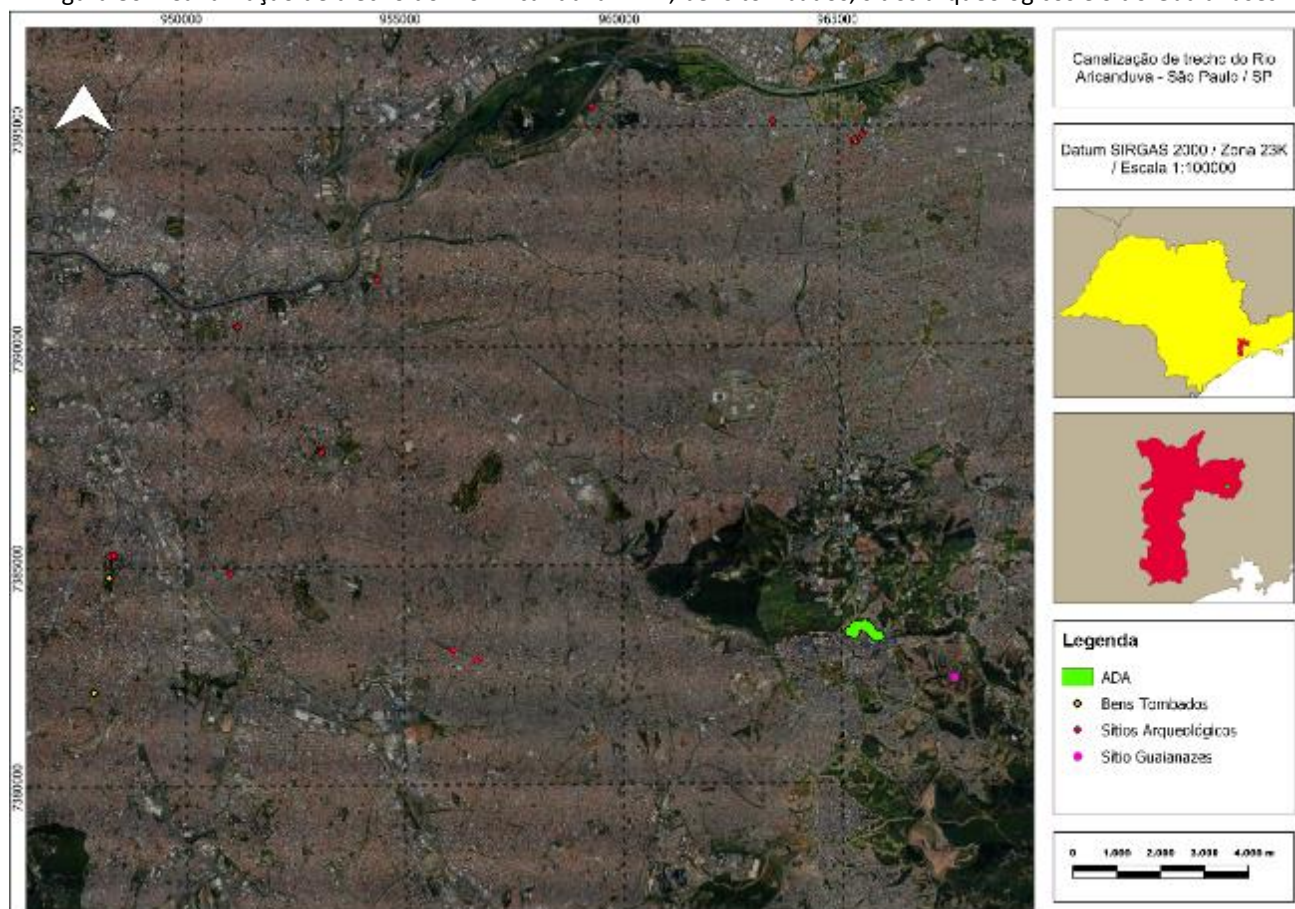 950000 955000 960000 965000
Canalização de trecho do Rio
Aricanduva - São Paulo / SP
Datum SIRGAS 2000 / Zona 23K
/ Escala 1:100000
7395000
7390000
7385000
7380000
Legenda
ADA
Bens Tombados
Sítios Arqueológicos
Sítio Guaianazes
0 1.000 2.000 3.000 4.000 m